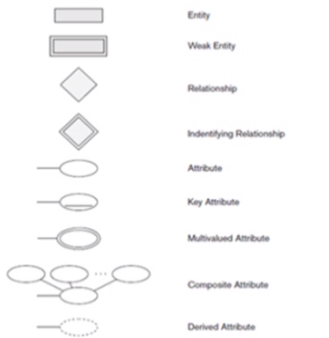 Entity
Weak Entity
Relationship
Indentifying Relationship
Attribute
Key Attribute
Multivalued Attribute
Composite Attribute
Derived Attribute